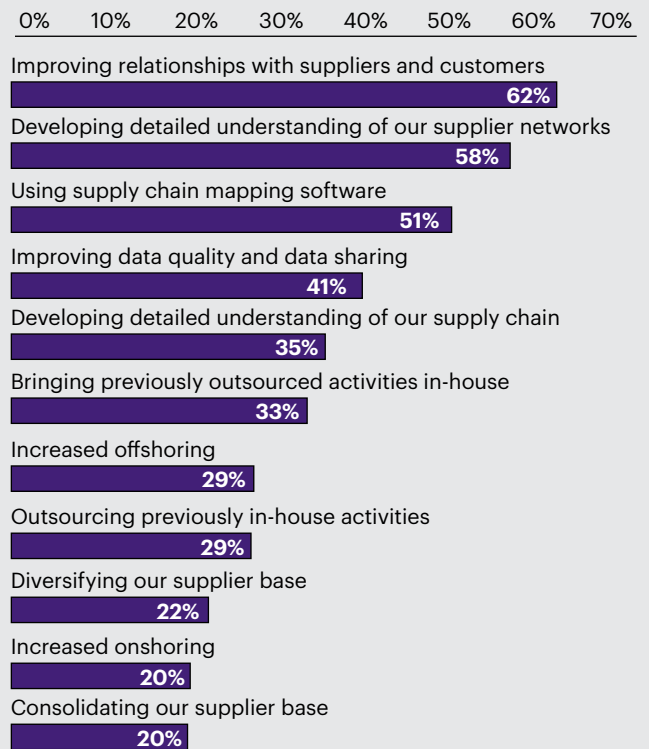 0% 10% 20% 30% 40% 50% 60% 70%
Improving relationships with suppliers and customers
62%
Developing detailed understanding of our supplier networks
58%
Using supply chain mapping software
51%
Improving data quality and data sharing
41%
Developing detailed understanding of our supply chain
35%
Bringing previously outsourced activities in-house
33%
Increased offshoring
29%
Outsourcing previously in-house activities
29%
Diversifying our supplier base
22%
Increased onshoring
20%
Consolidating our supplier base
20%